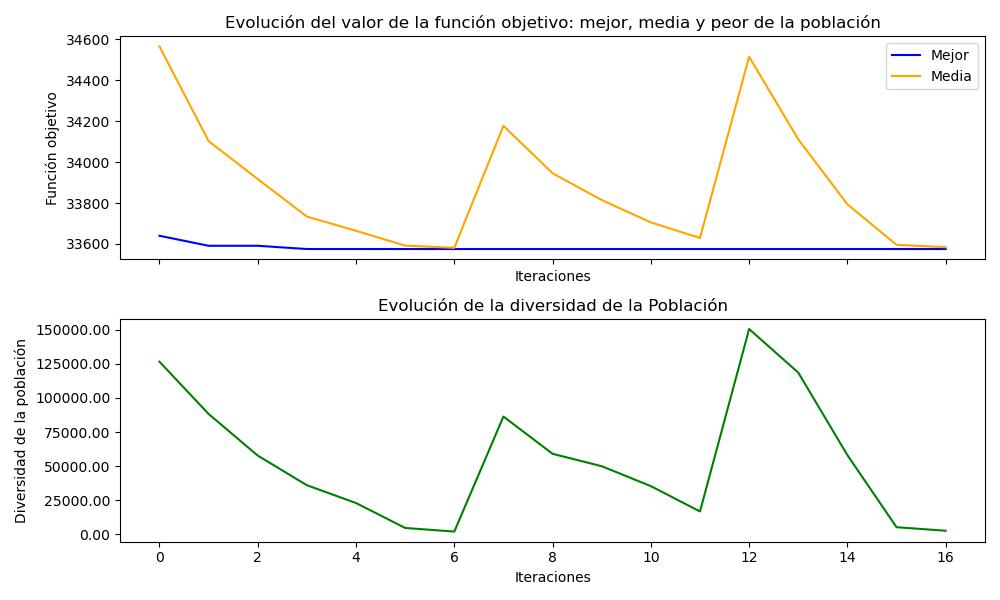 Evolución del valor de la función objetivo: mejor, media y peor de la población
34600
34400
34200
34000
33800
33600
Función objetivo
Mejor
Media
Iteraciones
Evolución de la diversidad de la Población
150000.00
125000.00
100000.00
75000.00
50000.00
25000.00
0.00
Diversidad de la población
0 2 4 6 8 10 12 14 16
Iteraciones